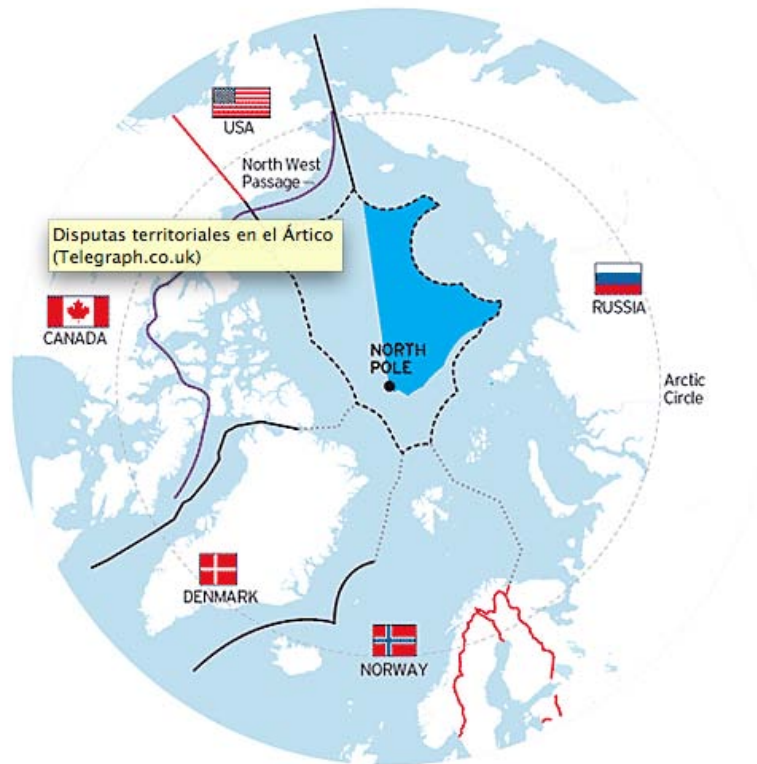 USA
North West
Passage
Disputas territoriales en el Ártico
(Telegraph.co.uk)
CANADA
RUSSIA
NORTH
POLE
Arctic
Circle
DENMARK
NORWAY